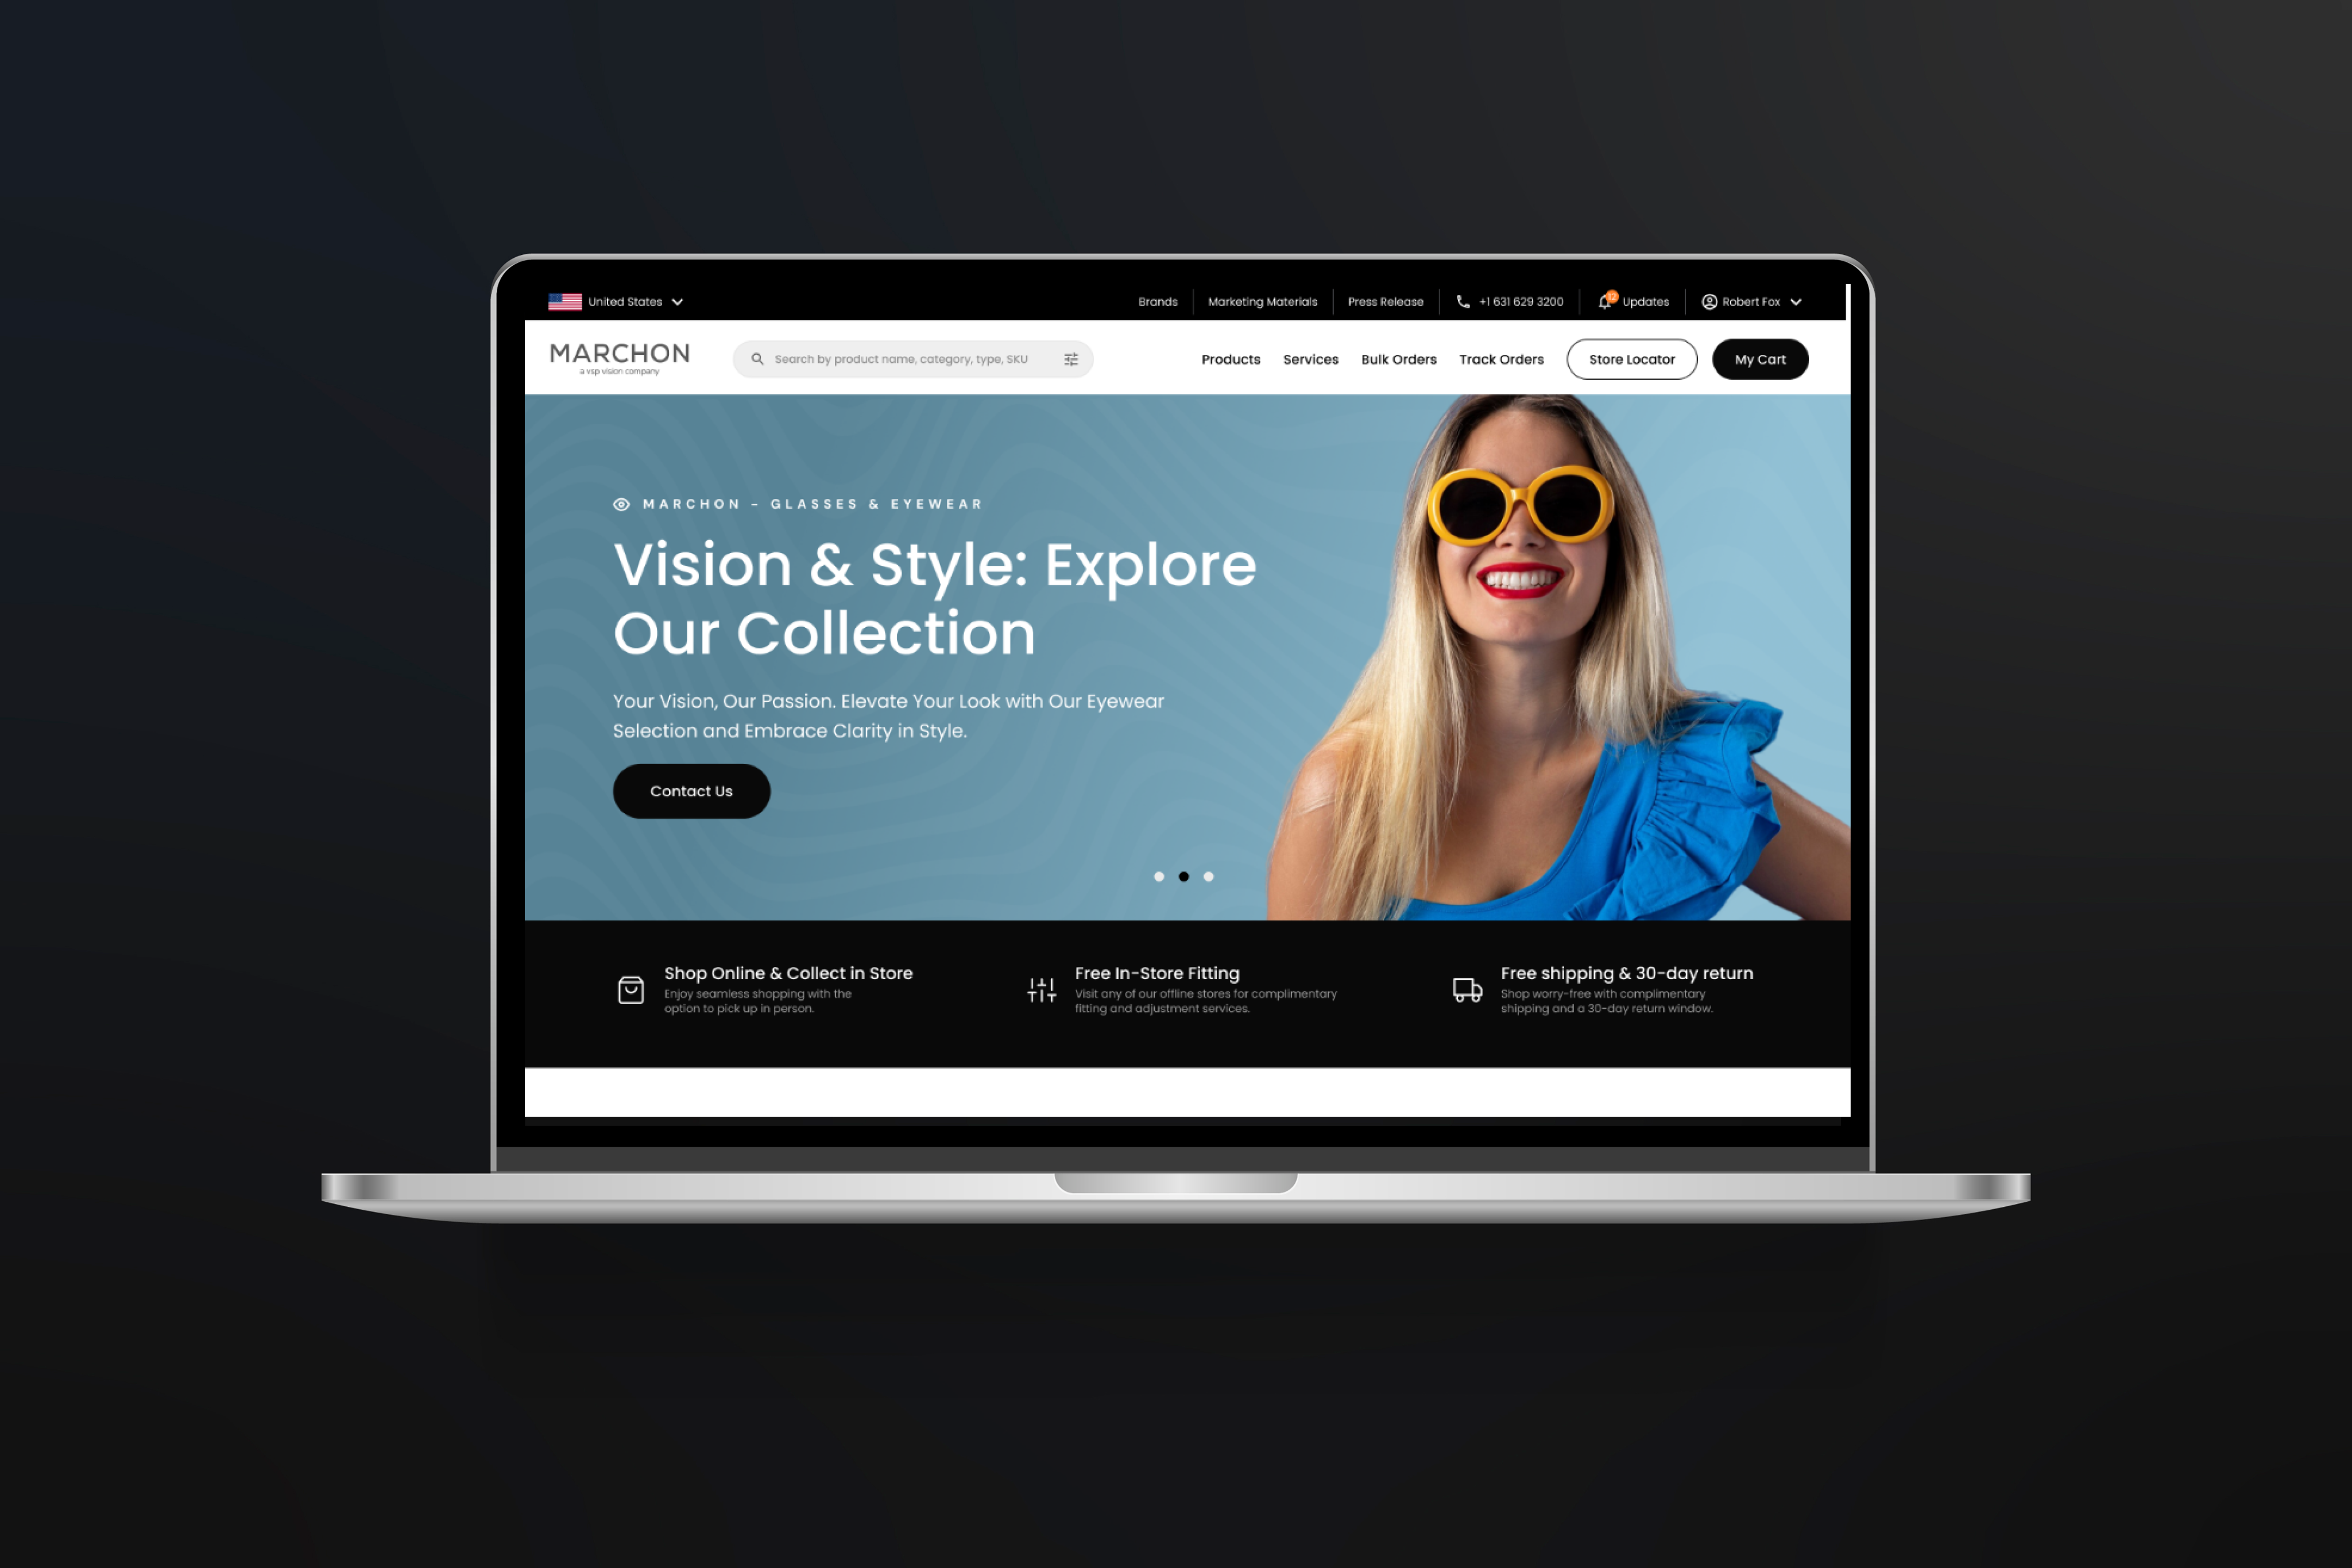 United States
Brands
Marketing Materials
Press Release
+1 631 629 3200
12
Updates
Robert Fox
MARCHON
a vsp vision company
Search by product name, category, type, SKU
Products
Services
Bulk Orders
Track Orders
Store Locator
My Cart
MARCHON - GLASSES & EYEWEAR
Vision & Style: Explore
Our Collection
Your Vision, Our Passion. Elevate Your Look with Our Eyewear
Selection and Embrace Clarity in Style.
Contact Us
Shop Online & Collect in Store
Enjoy seamless shopping with the
option to pick up in person.
Free In-Store Fitting
Visit any of our offline stores for complimentary
fitting and adjustment services.
Free shipping & 30-day return
Shop worry-free with complimentary
shipping and a 30-day return window.